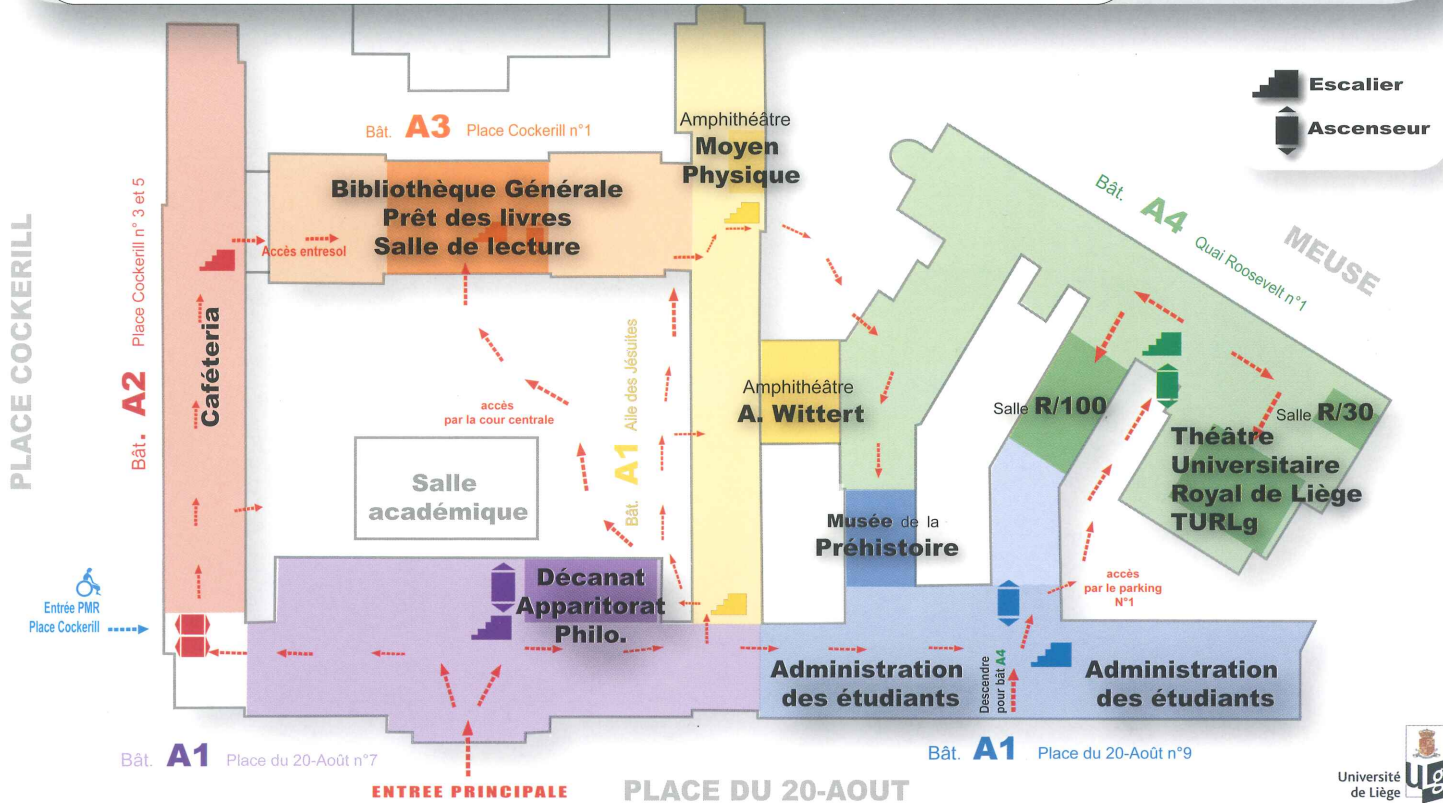 Escalier
Ascenseur
Bât. A3 Place Cockerill n°1
Amphithéâtre
Moyen
Physique
Bibliothèque Générale
Prêt des livres
Salle de lecture
Accès entresol
Bât. A4 Quai Roosevelt n°1
MEUSE
PLACE COCKERILL
Bât. A2 Place Cockerill n° 3 et 5
Caféteria
accès
par la cour centrale
Bât. A1 Aile des Jésuites
Amphithéâtre
A. Wittert
Salle R/100
Salle R/30
Théâtre
Universitaire
Royal de Liège
TURLg
Salle
académique
Musée de la
Préhistoire
Décanat
Apparitorat
Philo.
accès
par le parking
N°1
Entrée PMR
Place Cockerill
Administration
des étudiants
Descendre
pour bât A4
Administration
des étudiants
Bât. A1 Place du 20-Août n°7
Bât. A1 Place du 20-Août n°9
ENTREE PRINCIPALE
PLACE DU 20-AOUT
Université
de Liège
ULg